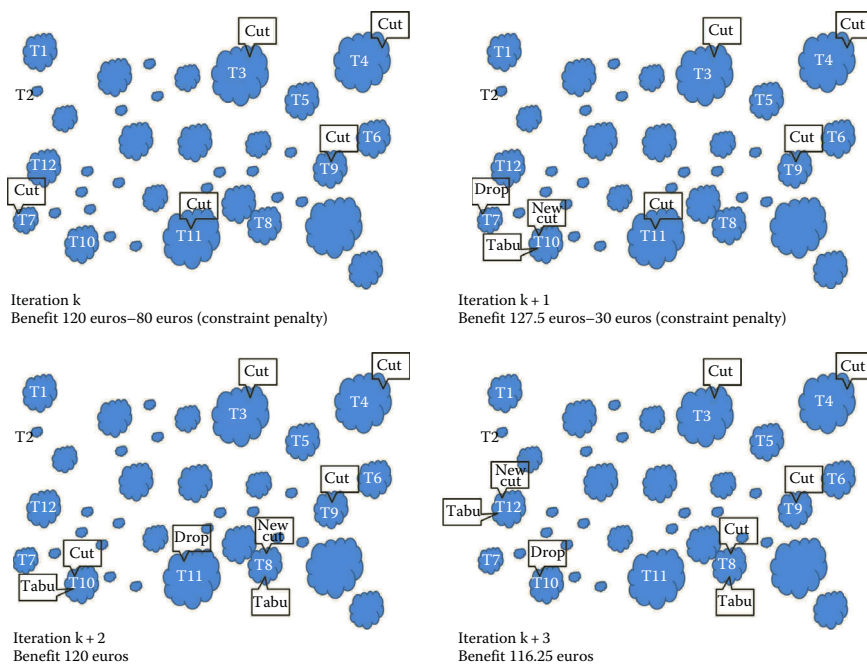 Cut
Cut
T1
T3
T4
T2
T5
Cut
T6
T12
T9
Cut
Cut
T7
T11
T8
T10
Iteration k
Benefit 120 euros–80 euros (constraint penalty)
Cut
Cut
T1
T3
T4
T2
T5
Cut
T6
T12
T9
Drop
New
cut
Cut
T7
T11
T8
Tabu
T10
Iteration k + 1
Benefit 127.5 euros–30 euros (constraint penalty)
Cut
Cut
T1
T3
T4
T2
T5
Cut
T6
T12
T9
Drop
New
cut
Cut
T7
T8
Tabu
T10
T11
Tabu
Iteration k + 2
Benefit 120 euros
Cut
Cut
T1
T3
T4
T2
T5
New
cut
Cut
T6
Tabu
T12
T9
Cut
Drop
T7
T8
T10
T11
Tabu
Iteration k + 3
Benefit 116.25 euros